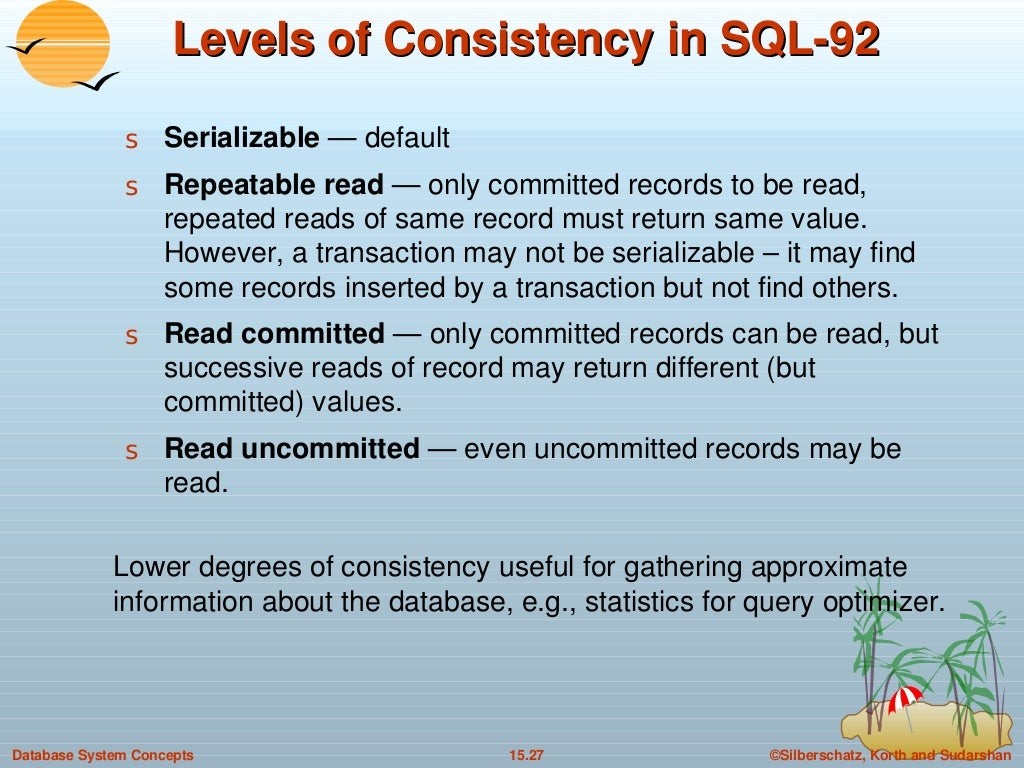 Levels of Consistency in SQL-92
s Serializable — default
s Repeatable read — only committed records to be read,
repeated reads of same record must return same value.
However, a transaction may not be serializable – it may find
some records inserted by a transaction but not find others.
s Read committed — only committed records can be read, but
successive reads of record may return different (but
committed) values.
s Read uncommitted — even uncommitted records may be
read.
Lower degrees of consistency useful for gathering approximate
information about the database, e.g., statistics for query optimizer.
Database System Concepts 15.27 ©Silberschatz, Korth and Sudarshan